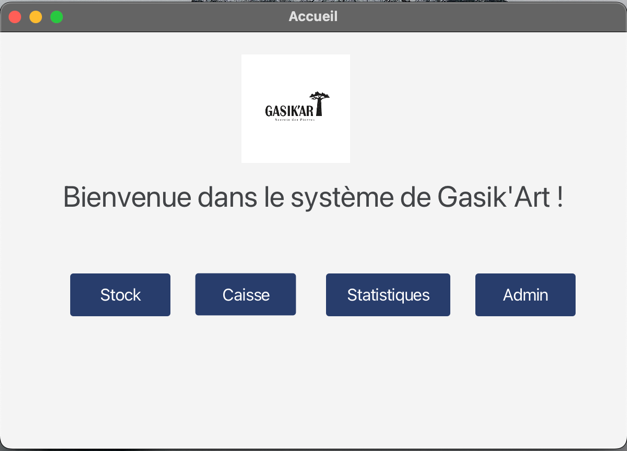 Accueil
GASIK'ART
Bienvenue dans le système de Gasik'Art !
Stock
Caisse
Statistiques
Admin